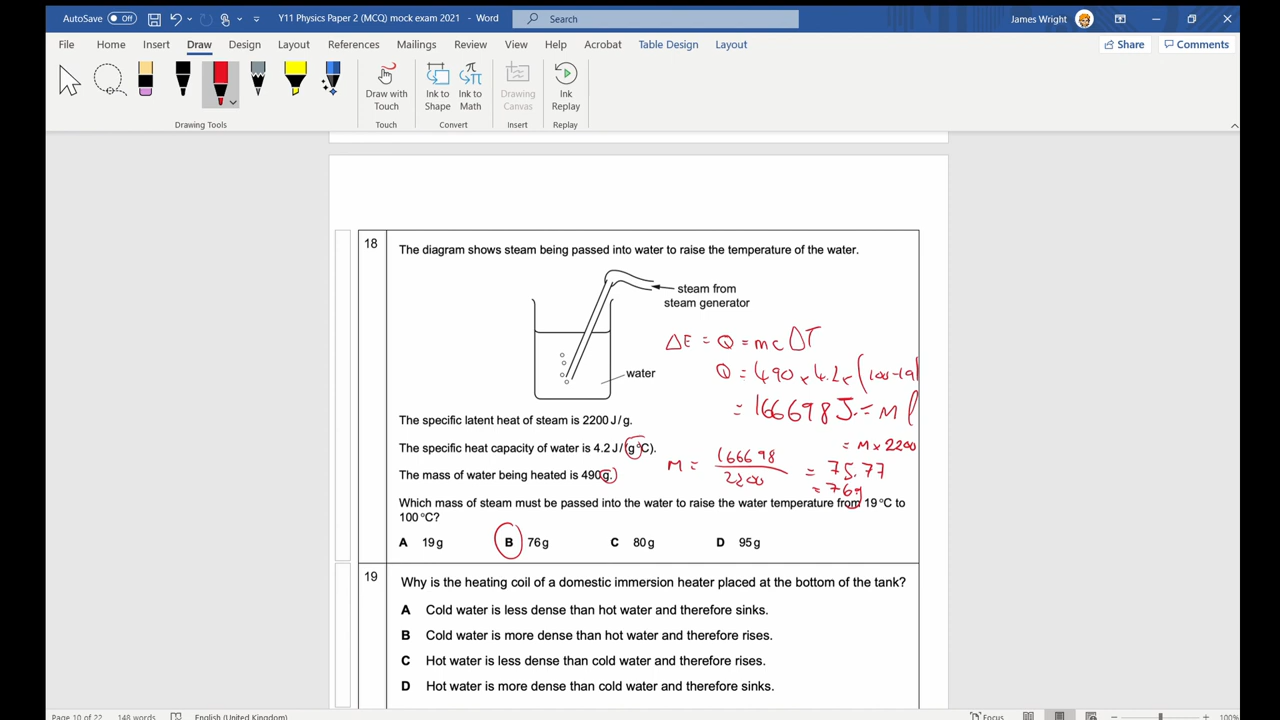 AutoSave Off Y11 Physics Paper 2 (MCQ) mock exam 2021 - Word Search James Wright
File Home Insert Draw Design Layout References Mailings Review View Help Acrobat Table Design Layout Share Comments
Draw with Touch
Ink to Shape
Ink to Math
Drawing Canvas
Ink Replay
Drawing Tools Touch Convert Insert Replay
18
The diagram shows steam being passed into water to raise the temperature of the water.
steam from
steam generator
water
ΔE = Q = mcΔT
Q = 490 x 4.2 x (100-19)
= 166698 J = m l
= m x 2200
m = 166698 / 2200 = 75.77
= 76g
The specific latent heat of steam is 2200 J/g.
The specific heat capacity of water is 4.2 J/(g °C).
The mass of water being heated is 490 g.
Which mass of steam must be passed into the water to raise the water temperature from 19 °C to
100 °C?
A 19 g B 76 g C 80 g D 95 g
19
Why is the heating coil of a domestic immersion heater placed at the bottom of the tank?
A Cold water is less dense than hot water and therefore sinks.
B Cold water is more dense than hot water and therefore rises.
C Hot water is less dense than cold water and therefore rises.
D Hot water is more dense than cold water and therefore sinks.
Page 10 of 22 148 words English (United Kingdom) Focus 100%